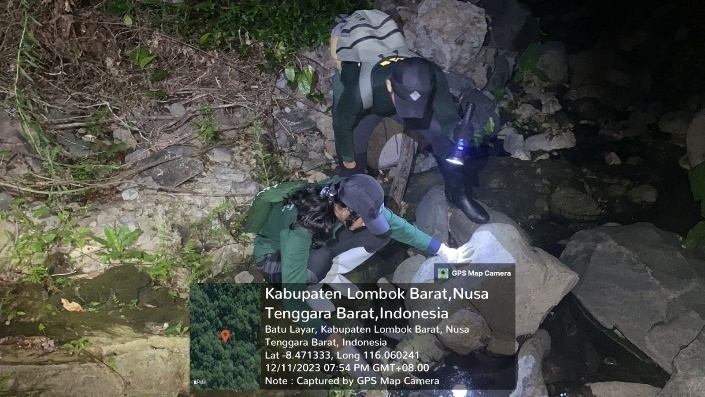 GPS Map Camera
Kabupaten Lombok Barat,Nusa
Tenggara Barat,Indonesia
Batu Layar, Kabupaten Lombok Barat, Nusa
Tenggara Barat, Indonesia
Lat -8.471333, Long 116.060241
12/11/2023 07:54 PM GMT+08:00
Note : Captured by GPS Map Camera